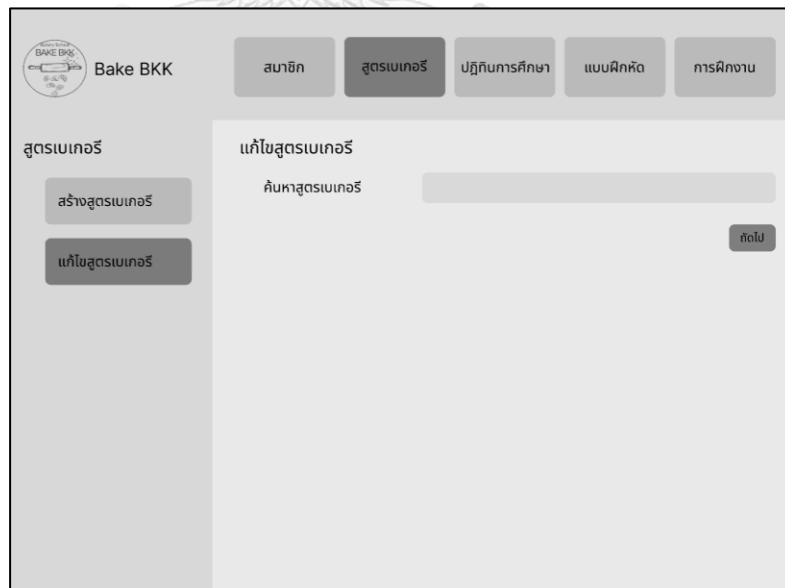 BAKE BKK
Bake BKK
สมาชิก
สูตรเบเกอรี
ปฎิทินการศึกษา
แบบฝึกหัด
การฝึกงาน
สูตรเบเกอรี
สร้างสูตรเบเกอรี
แก้ไขสูตรเบเกอรี
แก้ไขสูตรเบเกอรี
ค้นหาสูตรเบเกอรี
ถัดไป